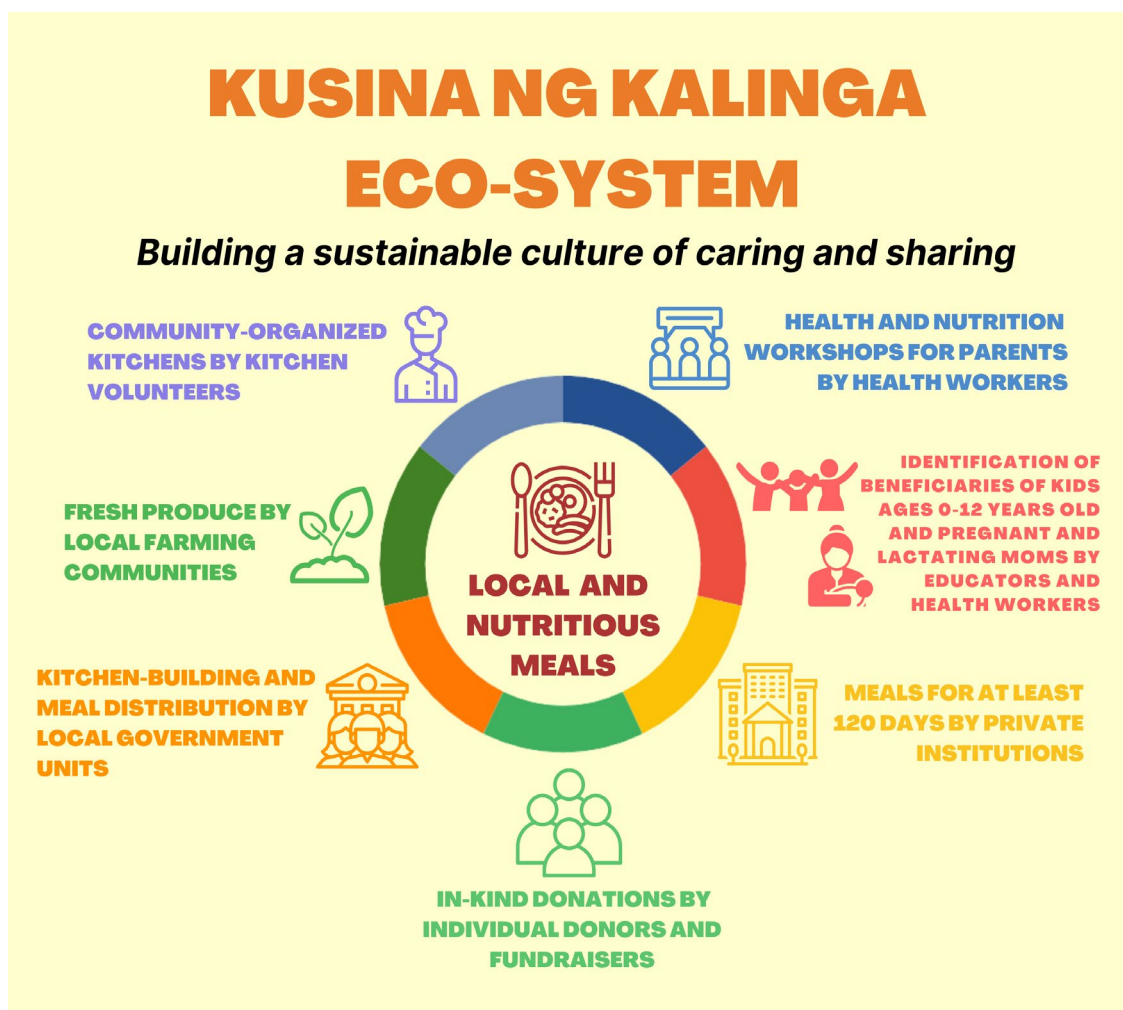 KUSINA NG KALINGA
ECO-SYSTEM
Building a sustainable culture of caring and sharing
COMMUNITY-ORGANIZED
KITCHENS BY KITCHEN
VOLUNTEERS
HEALTH AND NUTRITION
WORKSHOPS FOR PARENTS
BY HEALTH WORKERS
FRESH PRODUCE BY
LOCAL FARMING
COMMUNITIES
IDENTIFICATION OF
BENEFICIARIES OF KIDS
AGES 0-12 YEARS OLD
AND PREGNANT AND
LACTATING MOMS BY
EDUCATORS AND
HEALTH WORKERS
LOCAL AND
NUTRITIOUS
MEALS
KITCHEN-BUILDING AND
MEAL DISTRIBUTION BY
LOCAL GOVERNMENT
UNITS
MEALS FOR AT LEAST
120 DAYS BY PRIVATE
INSTITUTIONS
IN-KIND DONATIONS BY
INDIVIDUAL DONORS AND
FUNDRAISERS